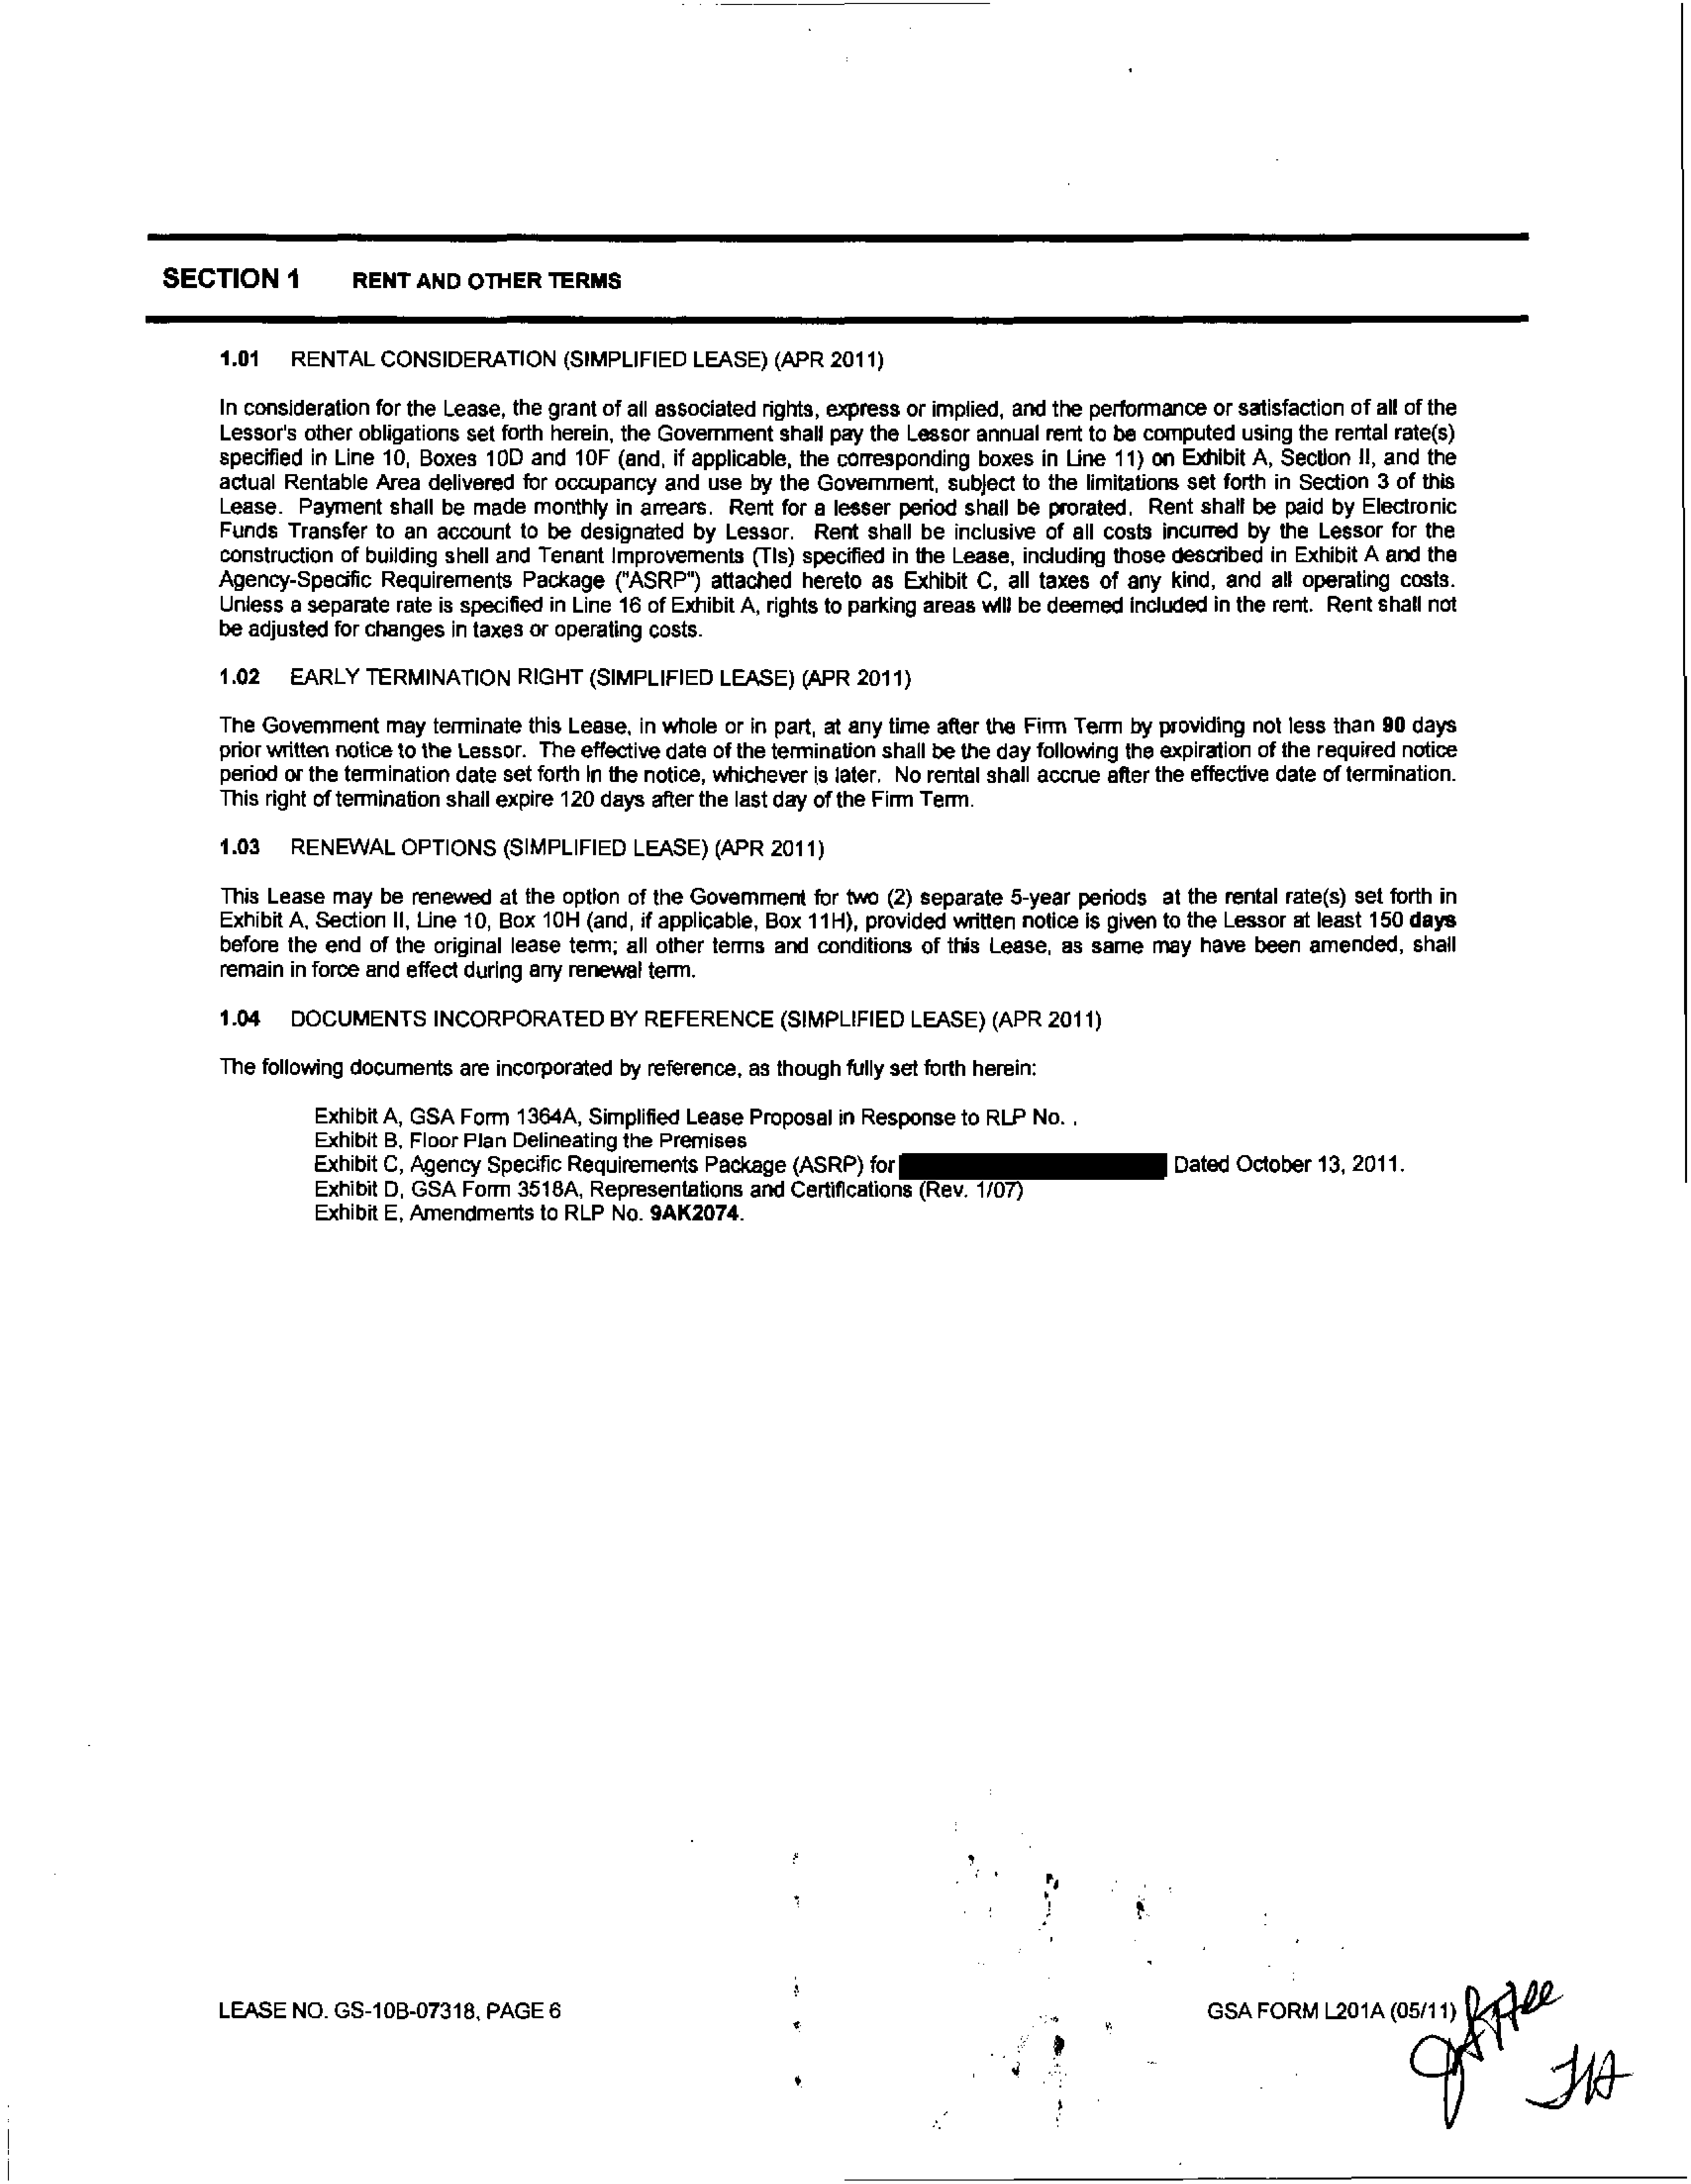 SECTION 1 RENT AND OTHER TERMS
1.01 RENTAL CONSIDERATION (SIMPLIFIED LEASE) (APR 2011)
In consideration for the Lease, the grant of all associated rights, express or implied, and the performance or satisfaction of all of the
Lessor's other obligations set forth herein, the Government shall pay the Lessor annual rent to be computed using the rental rate(s)
specified in Line 10, Boxes 10D and 10F (and, if applicable, the corresponding boxes in Line 11) on Exhibit A, Section II, and the
actual Rentable Area delivered for occupancy and use by the Government, subject to the limitations set forth in Section 3 of this
Lease. Payment shall be made monthly in arrears. Rent for a lesser period shall be prorated. Rent shall be paid by Electronic
Funds Transfer to an account to be designated by Lessor. Rent shall be inclusive of all costs incurred by the Lessor for the
construction of building shell and Tenant Improvements (TIs) specified in the Lease, including those described in Exhibit A and the
Agency-Specific Requirements Package ("ASRP") attached hereto as Exhibit C, all taxes of any kind, and all operating costs.
Unless a separate rate is specified in Line 16 of Exhibit A, rights to parking areas will be deemed included in the rent. Rent shall not
be adjusted for changes in taxes or operating costs.
1.02 EARLY TERMINATION RIGHT (SIMPLIFIED LEASE) (APR 2011)
The Government may terminate this Lease, in whole or in part, at any time after the Firm Term by providing not less than 90 days
prior written notice to the Lessor. The effective date of the termination shall be the day following the expiration of the required notice
period or the termination date set forth in the notice, whichever is later. No rental shall accrue after the effective date of termination.
This right of termination shall expire 120 days after the last day of the Firm Term.
1.03 RENEWAL OPTIONS (SIMPLIFIED LEASE) (APR 2011)
This Lease may be renewed at the option of the Government for two (2) separate 5-year periods at the rental rate(s) set forth in
Exhibit A, Section II, Line 10, Box 10H (and, if applicable, Box 11H), provided written notice is given to the Lessor at least 150 days
before the end of the original lease term; all other terms and conditions of this Lease, as same may have been amended, shall
remain in force and effect during any renewal term.
1.04 DOCUMENTS INCORPORATED BY REFERENCE (SIMPLIFIED LEASE) (APR 2011)
The following documents are incorporated by reference, as though fully set forth herein:
Exhibit A, GSA Form 1364A, Simplified Lease Proposal in Response to RLP No. .
Exhibit B, Floor Plan Delineating the Premises
Exhibit C, Agency Specific Requirements Package (ASRP) for Dated October 13, 2011.
Exhibit D, GSA Form 3518A, Representations and Certifications (Rev. 1/07)
Exhibit E, Amendments to RLP No. 9AK2074.
LEASE NO. GS-10B-07318, PAGE 6 GSA FORM L201A (05/11)